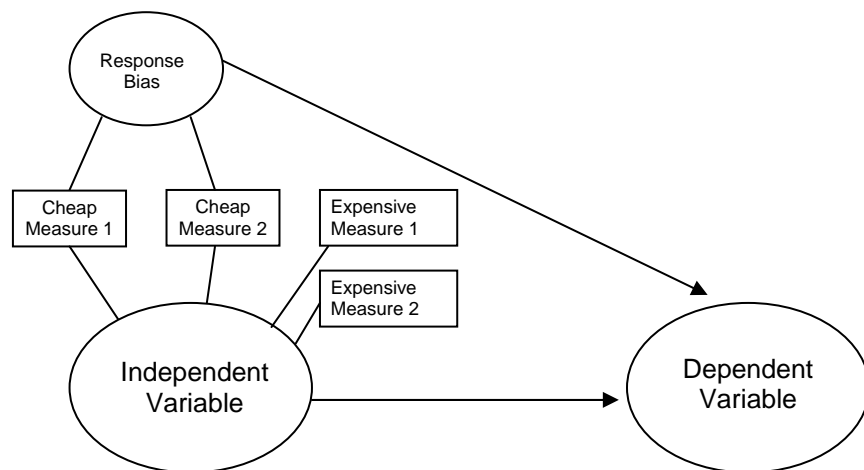 Response
Bias
Cheap
Measure 1
Cheap
Measure 2
Expensive
Measure 1
Expensive
Measure 2
Independent
Variable
Dependent
Variable